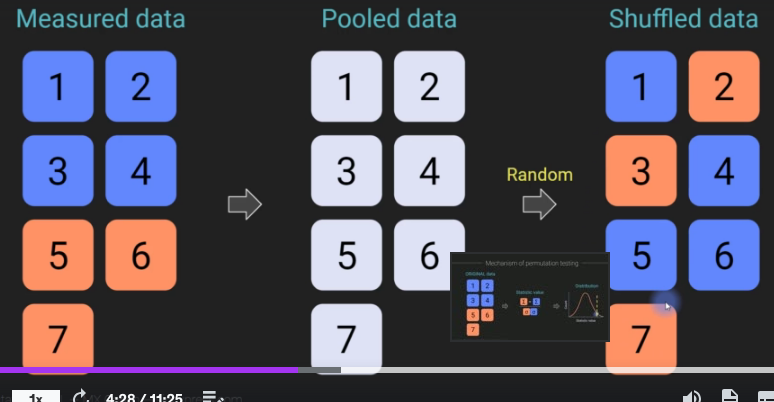 Measured data
Pooled data
Shuffled data
1 2
3 4
5 6
7
1 2
3 4
5 6
7
Random
1 2
3 4
5 6
7
Mechanism of permutation testing
ORIGINAL data
1 2
3 4
5 6
7
Statistic value
Distribution
Statistic value
1x
4:28 / 11:25